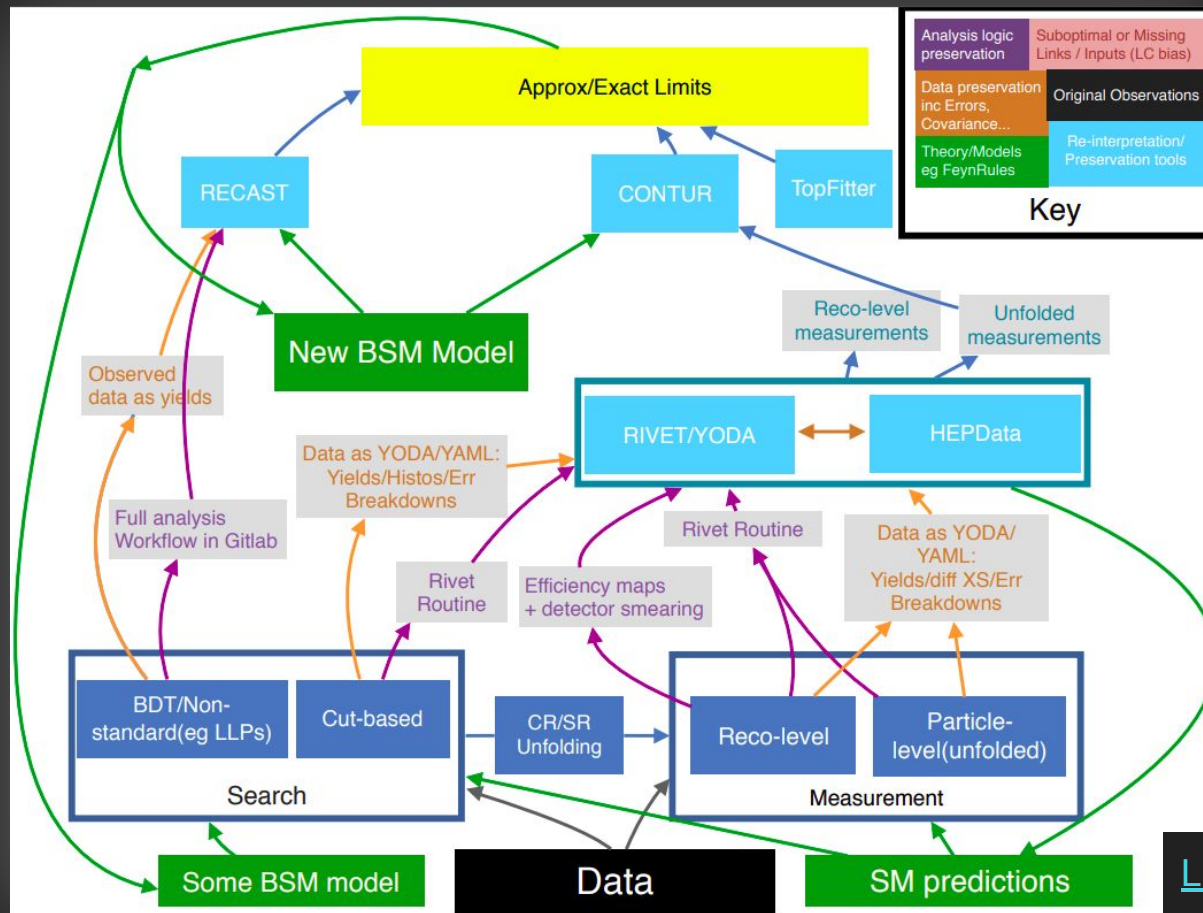 Approx/Exact Limits
Analysis logic
preservation
Suboptimal or Missing
Links / Inputs (LC bias)
Data preservation
inc Errors,
Covariance...
Original Observations
Theory/Models
eg FeynRules
Re-interpretation/
Preservation tools
Key
RECAST
CONTUR
TopFitter
New BSM Model
Reco-level
measurements
Unfolded
measurements
Observed
data as yields
RIVET/YODA
HEPData
Data as YODA/YAML:
Yields/Histos/Err
Breakdowns
Full analysis
Workflow in Gitlab
Rivet
Routine
Efficiency maps
+ detector smearing
Rivet Routine
Data as YODA/
YAML:
Yields/diff XS/Err
Breakdowns
BDT/Non-
standard(eg LLPs)
Cut-based
Search
CR/SR
Unfolding
Reco-level
Particle-
level(unfolded)
Measurement
Some BSM model
Data
SM predictions
L